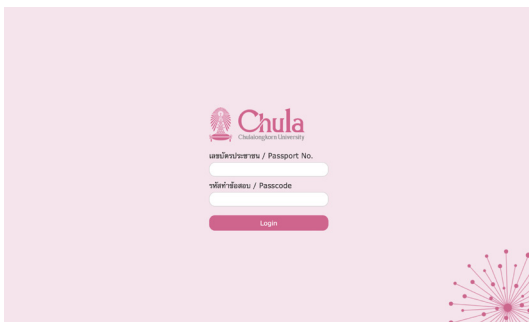 Chula
Chulalongkorn University
เลขบัตรประชาชน / Passport No.
รหัสทำข้อสอบ / Passcode
Login